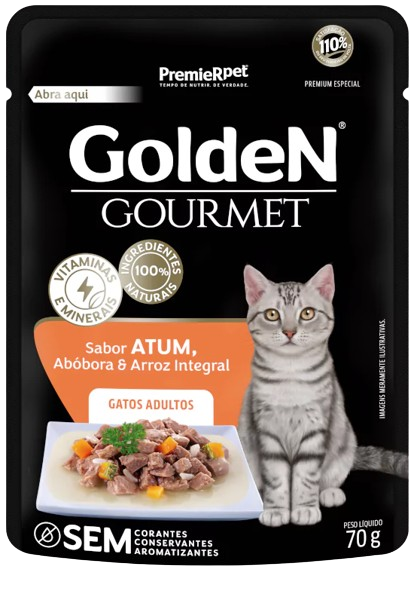 SATISFAÇÃO
110%
PremieRpet
TEMPO DE NUTRIR. DE VERDADE.
PREMIUM ESPECIAL
Abra aqui
GoldeN®
GOURMET
VITAMINAS
E MINERAIS
INGREDIENTES
100%
NATURAIS
Sabor ATUM,
Abóbora & Arroz Integral
GATOS ADULTOS
IMAGENS MERAMENTE ILUSTRATIVAS.
SEM CORANTES
CONSERVANTES
AROMATIZANTES
PESO LÍQUIDO
70 g